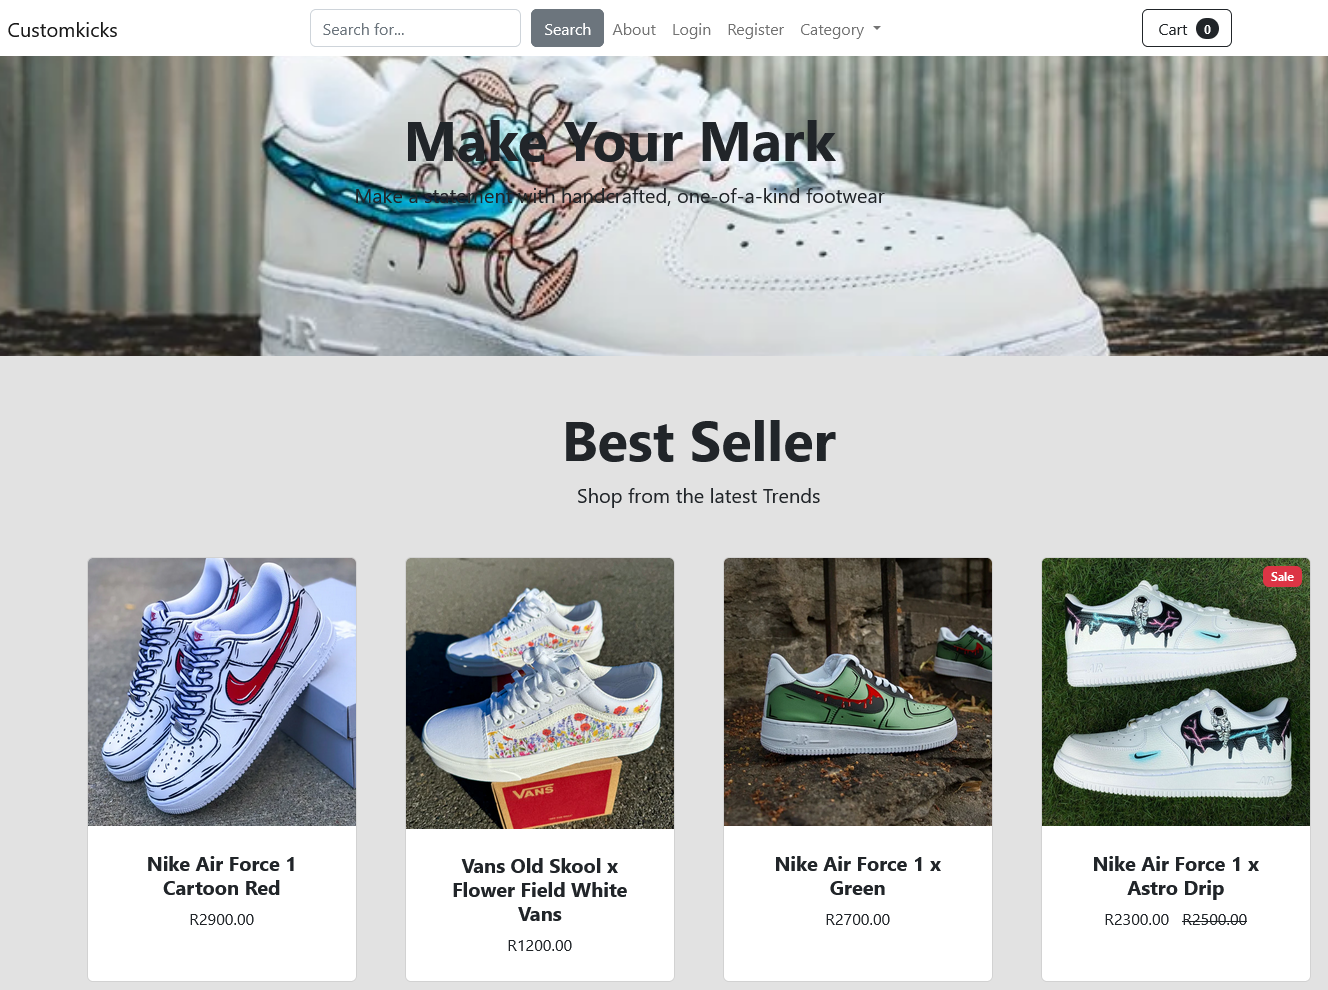 Customkicks
Search for...
Search
About
Login
Register
Category
Cart 0
Make Your Mark
Make a statement with handcrafted, one-of-a-kind footwear
AIR
Best Seller
Shop from the latest Trends
Sale
VANS
Nike Air Force 1
Cartoon Red
R2900.00
Vans Old Skool x
Flower Field White
Vans
R1200.00
Nike Air Force 1 x
Green
R2700.00
Nike Air Force 1 x
Astro Drip
R2300.00 R2500.00